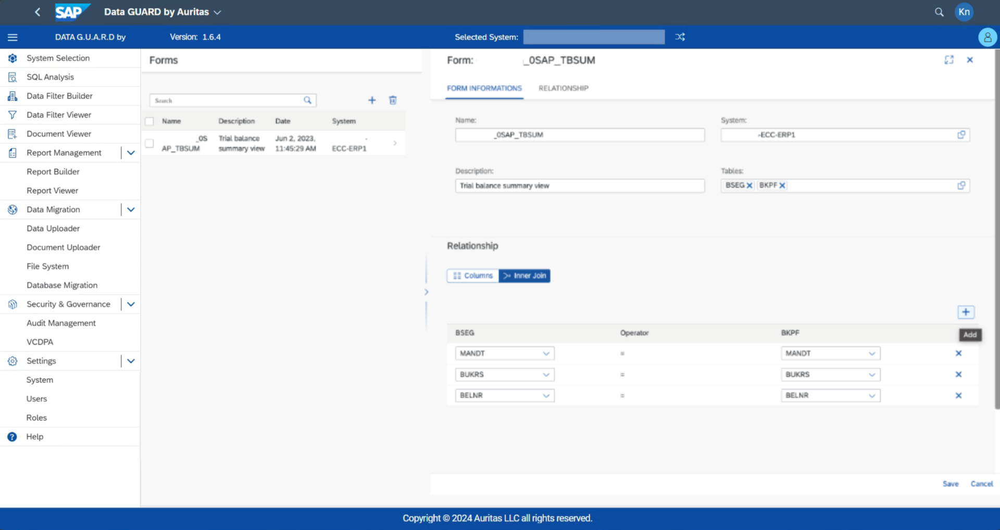 SAP Data GUARD by Auritas Kn
DATA G.U.A.R.D by Version: 1.6.4 Selected System:
System Selection
SQL Analysis
Data Filter Builder
Data Filter Viewer
Document Viewer
Report Management
Report Builder
Report Viewer
Data Migration
Data Uploader
Document Uploader
File System
Database Migration
Security & Governance
Audit Management
VCDPA
Settings
System
Users
Roles
? Help
Forms
Search
Name Description Date System
_0S Trial balance Jun 2, 2023, -
AP_TBSUM summary view 11:45:29 AM ECC-ERP1
Form: _0SAP_TBSUM
FORM INFORMATIONS RELATIONSHIP
Name: System:
_0SAP_TBSUM -ECC-ERP1
Description: Tables:
Trial balance summary view BSEG BKPF
Relationship
Columns Inner Join
BSEG Operator BKPF Add
MANDT = MANDT
BUKRS = BUKRS
BELNR = BELNR
Save Cancel
Copyright © 2024 Auritas LLC all rights reserved.